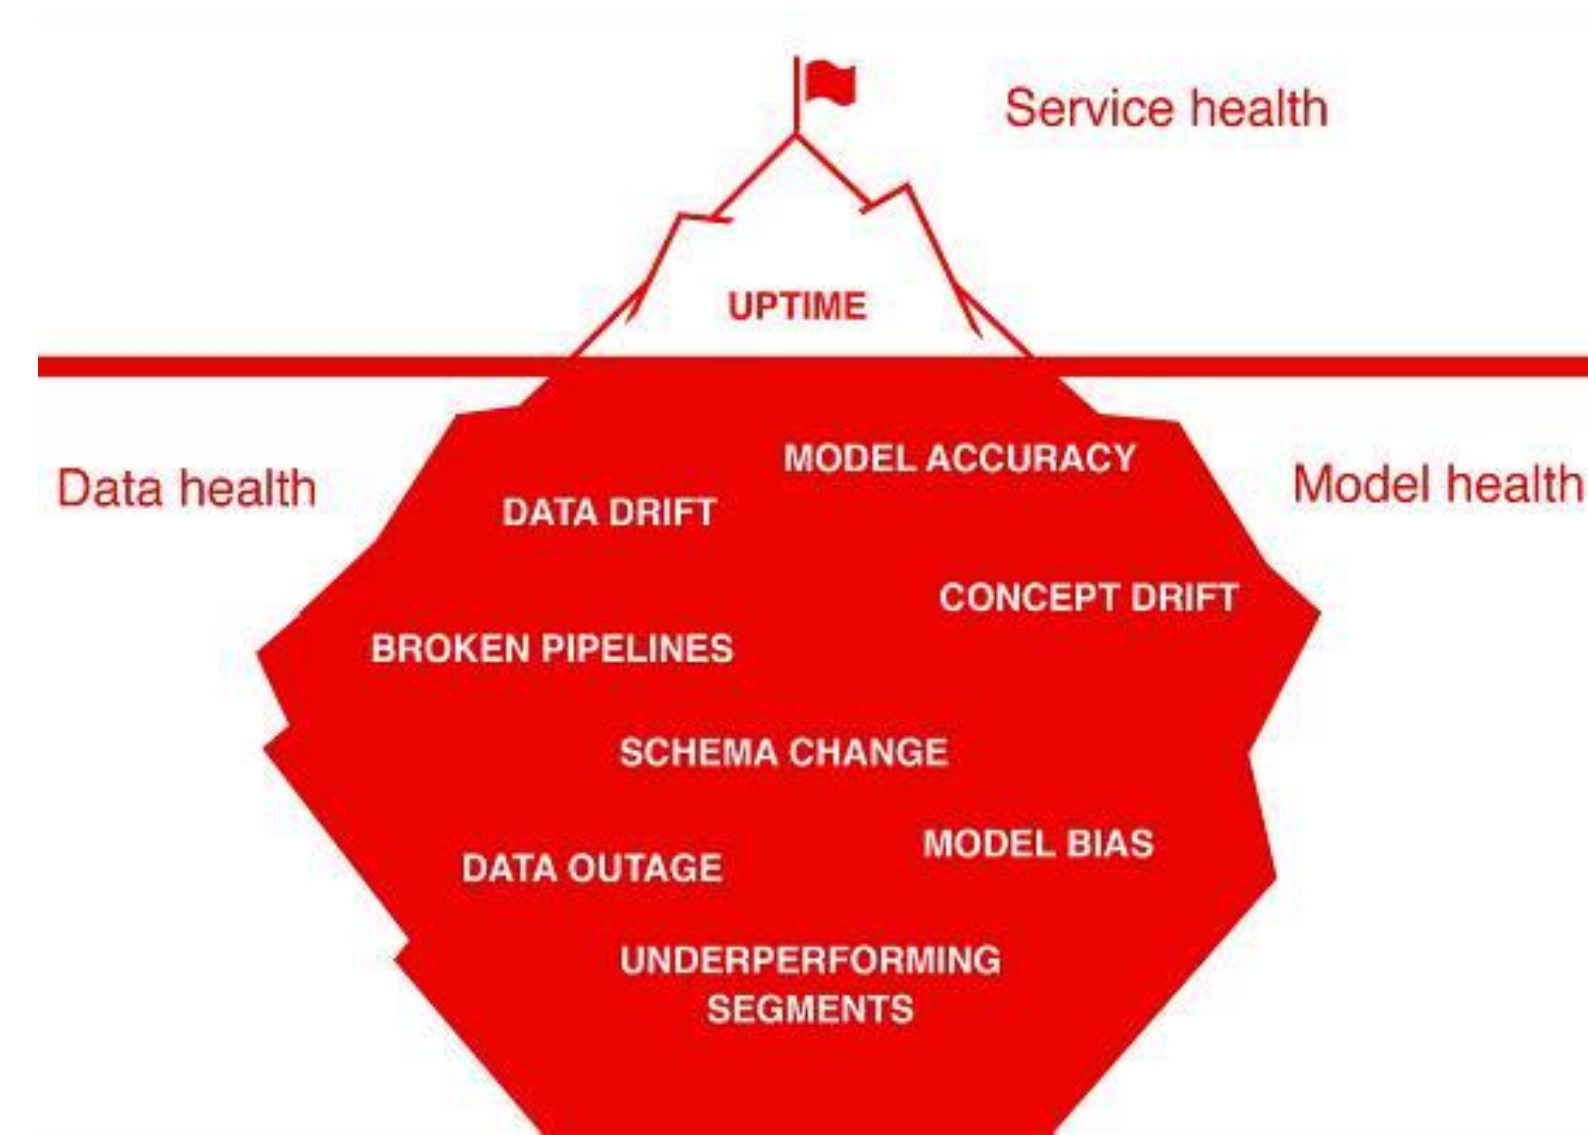 Service health
UPTIME
Data health
Model health
MODEL ACCURACY
DATA DRIFT
CONCEPT DRIFT
BROKEN PIPELINES
SCHEMA CHANGE
MODEL BIAS
DATA OUTAGE
UNDERPERFORMING
SEGMENTS